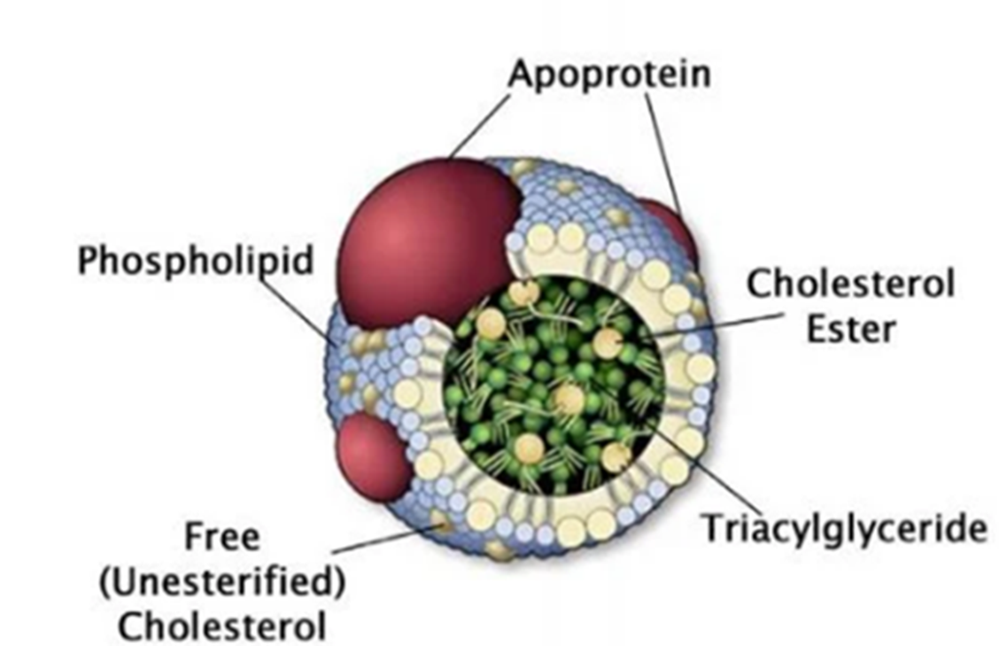 Apoprotein
Phospholipid
Cholesterol
Ester
Triacylglyceride
Free
(Unesterified)
Cholesterol